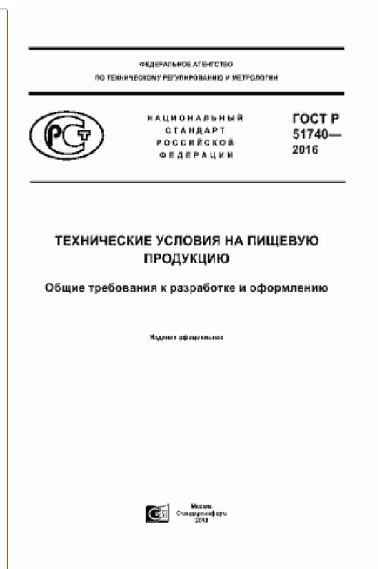 ФЕДЕРАЛЬНОЕ АГЕНТСТВО
ПО ТЕХНИЧЕСКОМУ РЕГУЛИРОВАНИЮ И МЕТРОЛОГИИ
НАЦИОНАЛЬНЫЙ
СТАНДАРТ
РОССИЙСКОЙ
ФЕДЕРАЦИИ
ГОСТ Р
51740—
2016
ТЕХНИЧЕСКИЕ УСЛОВИЯ НА ПИЩЕВУЮ
ПРОДУКЦИЮ
Общие требования к разработке и оформлению
Издание официальное
Москва
Стандартинформ